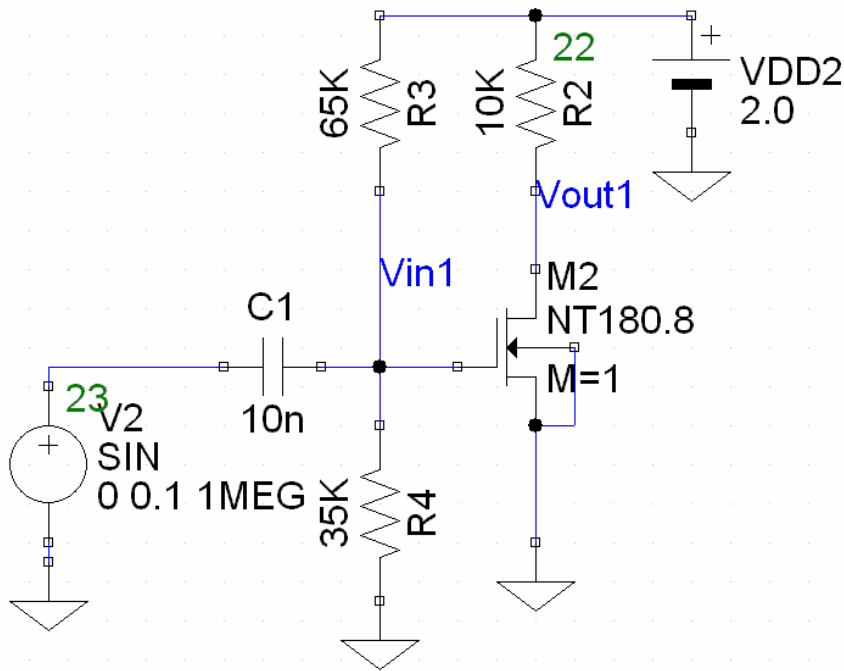 22
65K
R3
10K
R2
+
VDD2
2.0
Vout1
Vin1
M2
NT180.8
M=1
C1
10n
23
V2
+
SIN
0 0.1 1MEG
35K
R4